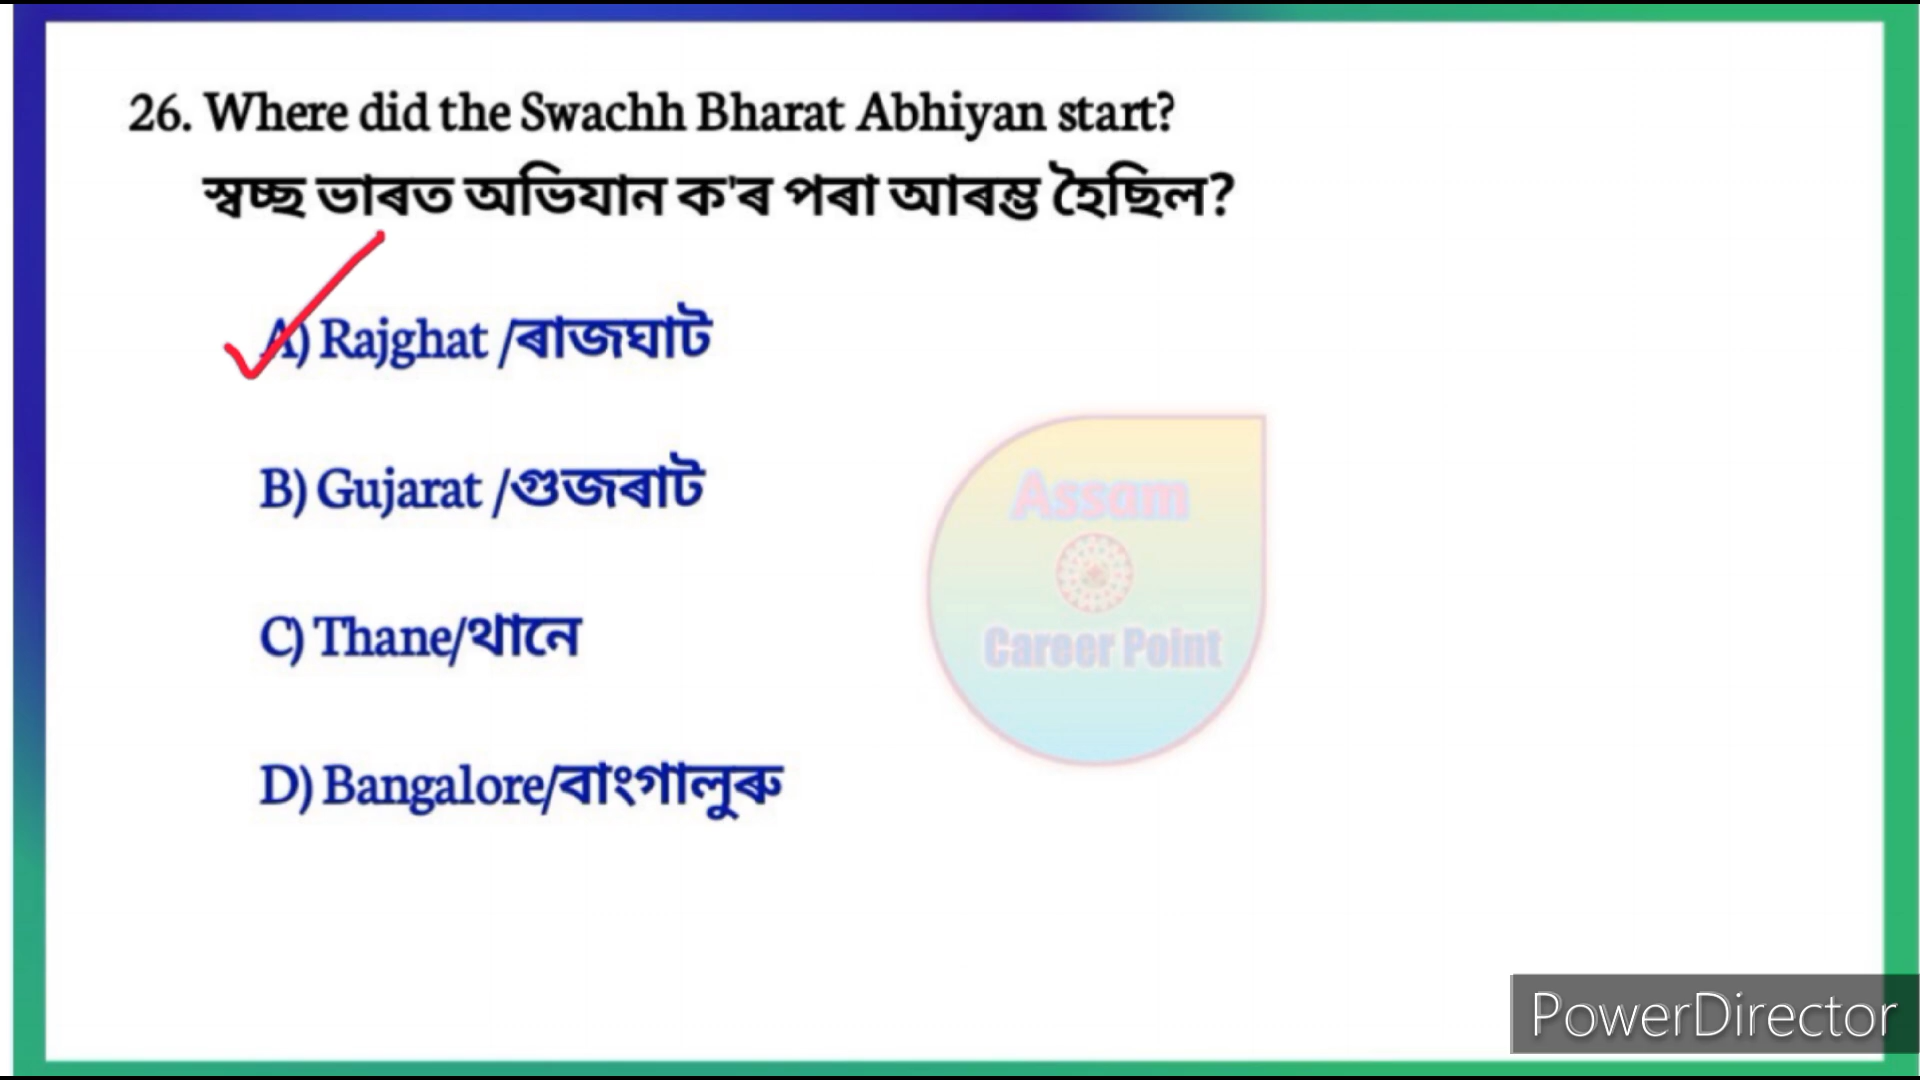 26. Where did the Swachh Bharat Abhiyan start?
স্বচ্ছ ভাৰত অভিযান ক'ৰ পৰা আৰম্ভ হৈছিল?
A) Rajghat /ৰাজঘাট
B) Gujarat /গুজৰাট
C) Thane/থানে
D) Bangalore/বাংগালুৰু
Assam
Career Point
PowerDirector